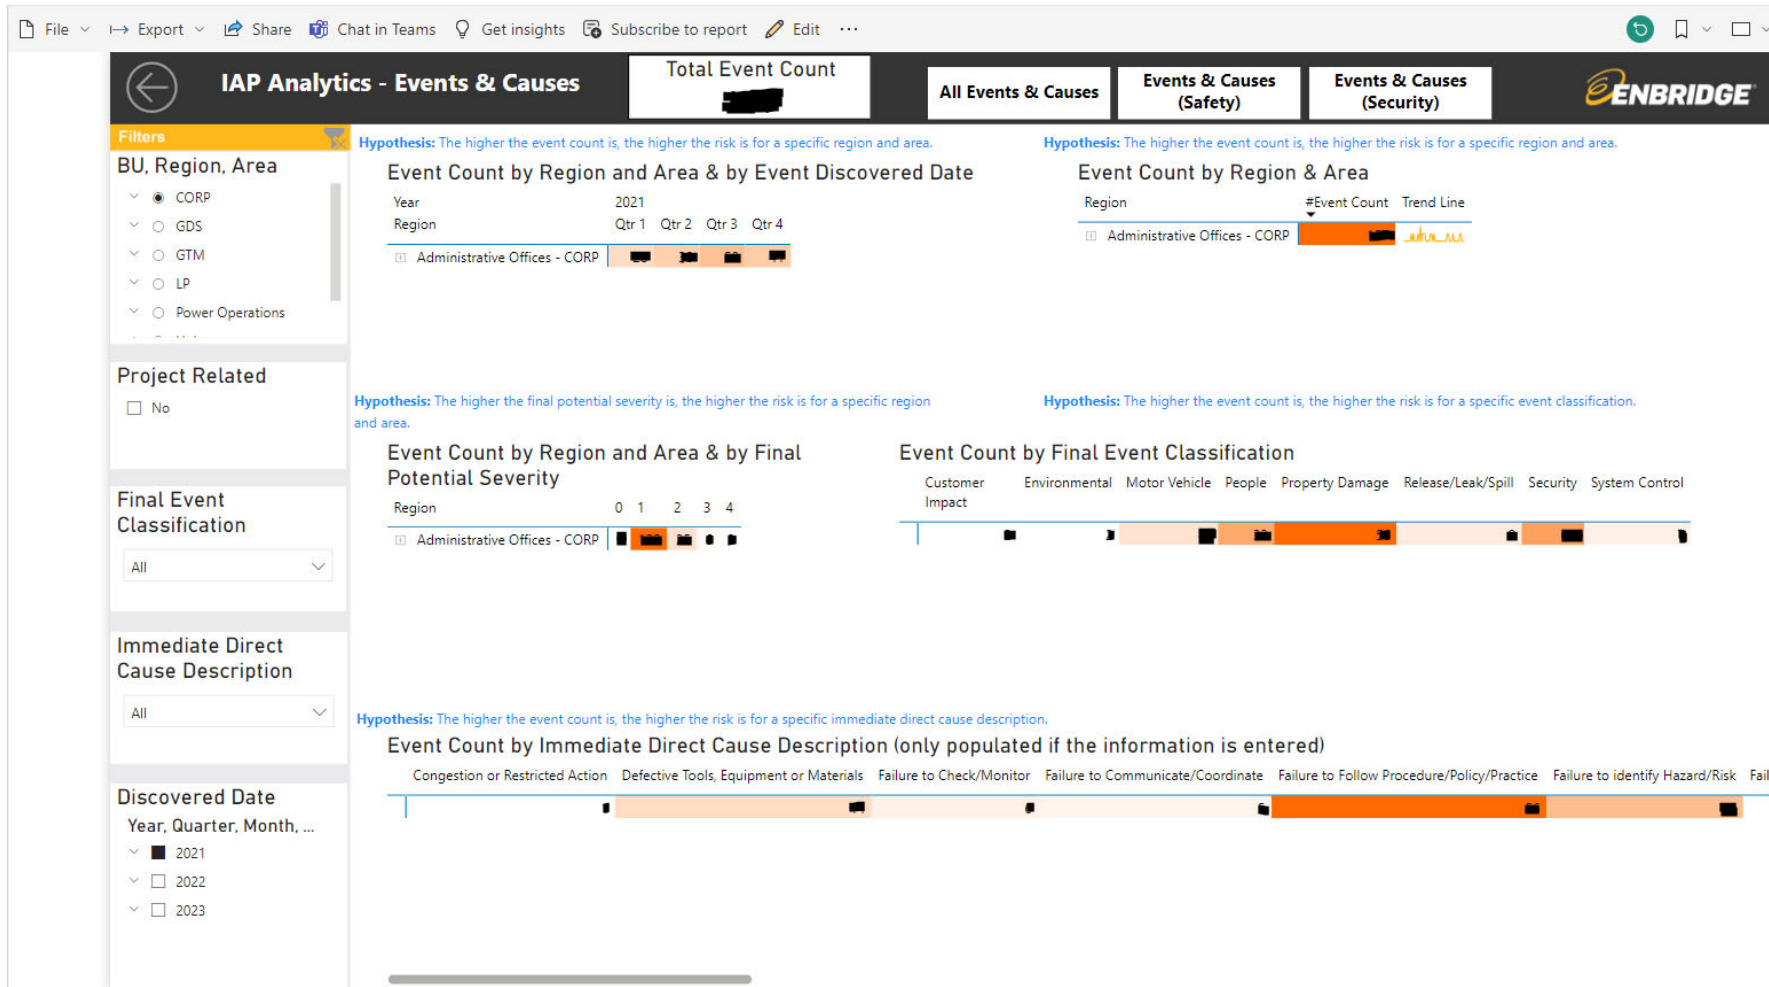 File Export Share Chat in Teams Get insights Subscribe to report Edit ...
IAP Analytics - Events & Causes
Total Event Count
All Events & Causes
Events & Causes
(Safety)
Events & Causes
(Security)
ENBRIDGE
Filters
BU, Region, Area
CORP
GDS
GTM
LP
Power Operations
Project Related
No
Final Event
Classification
All
Immediate Direct
Cause Description
All
Discovered Date
Year, Quarter, Month, ...
2021
2022
2023
Hypothesis: The higher the event count is, the higher the risk is for a specific region and area.
Event Count by Region and Area & by Event Discovered Date
Year 2021
Region Qtr 1 Qtr 2 Qtr 3 Qtr 4
Administrative Offices - CORP
Hypothesis: The higher the event count is, the higher the risk is for a specific region and area.
Event Count by Region & Area
Region #Event Count Trend Line
Administrative Offices - CORP
Hypothesis: The higher the final potential severity is, the higher the risk is for a specific region
and area.
Event Count by Region and Area & by Final
Potential Severity
Region 0 1 2 3 4
Administrative Offices - CORP
Hypothesis: The higher the event count is, the higher the risk is for a specific event classification.
Event Count by Final Event Classification
Customer Environmental Motor Vehicle People Property Damage Release/Leak/Spill Security System Control
Impact
Hypothesis: The higher the event count is, the higher the risk is for a specific immediate direct cause description.
Event Count by Immediate Direct Cause Description (only populated if the information is entered)
Congestion or Restricted Action Defective Tools, Equipment or Materials Failure to Check/Monitor Failure to Communicate/Coordinate Failure to Follow Procedure/Policy/Practice Failure to identify Hazard/Risk Fail